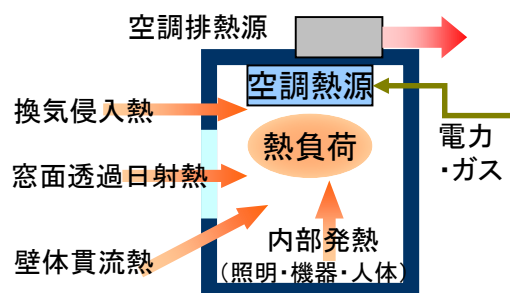 空調排熱源
空調熱源
換気侵入熱
熱負荷
電力
・ガス
窓面透過日射熱
内部発熱
(照明・機器・人体)
壁体貫流熱